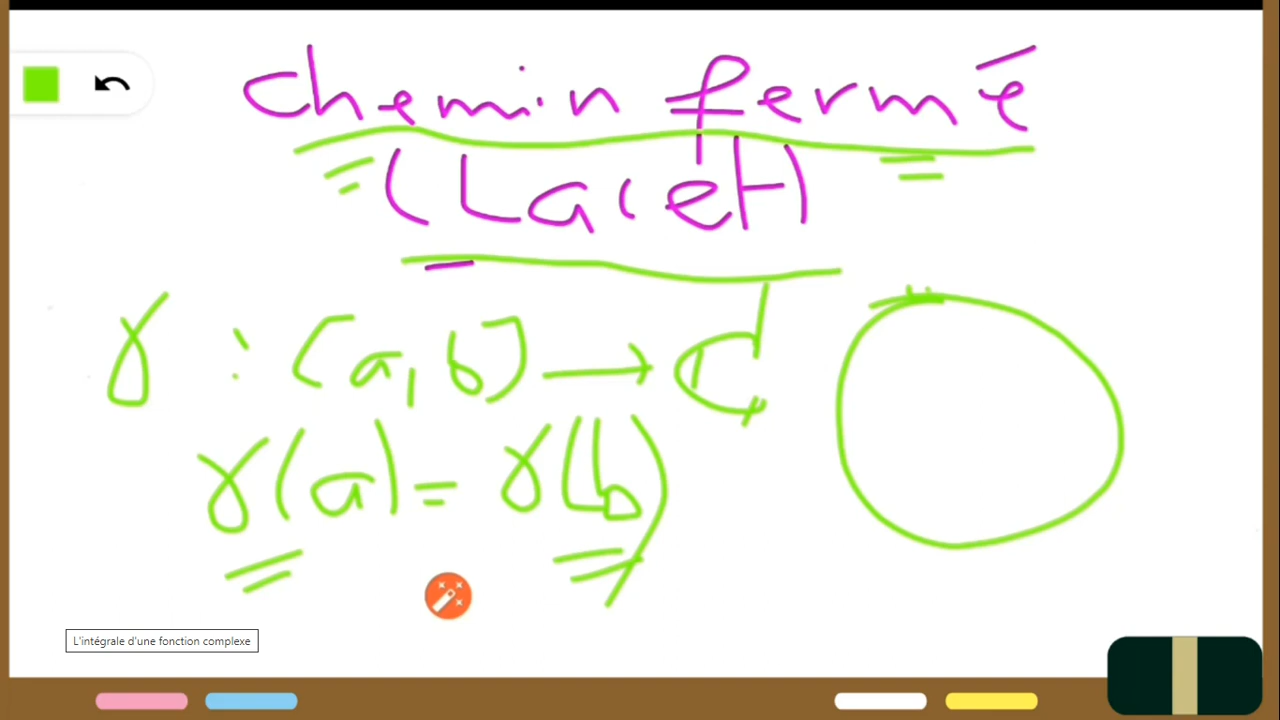 Chemin fermé
(Lacet)
γ : [a,b] → ℂ
γ(a) = γ(b)
L'intégrale d'une fonction complexe